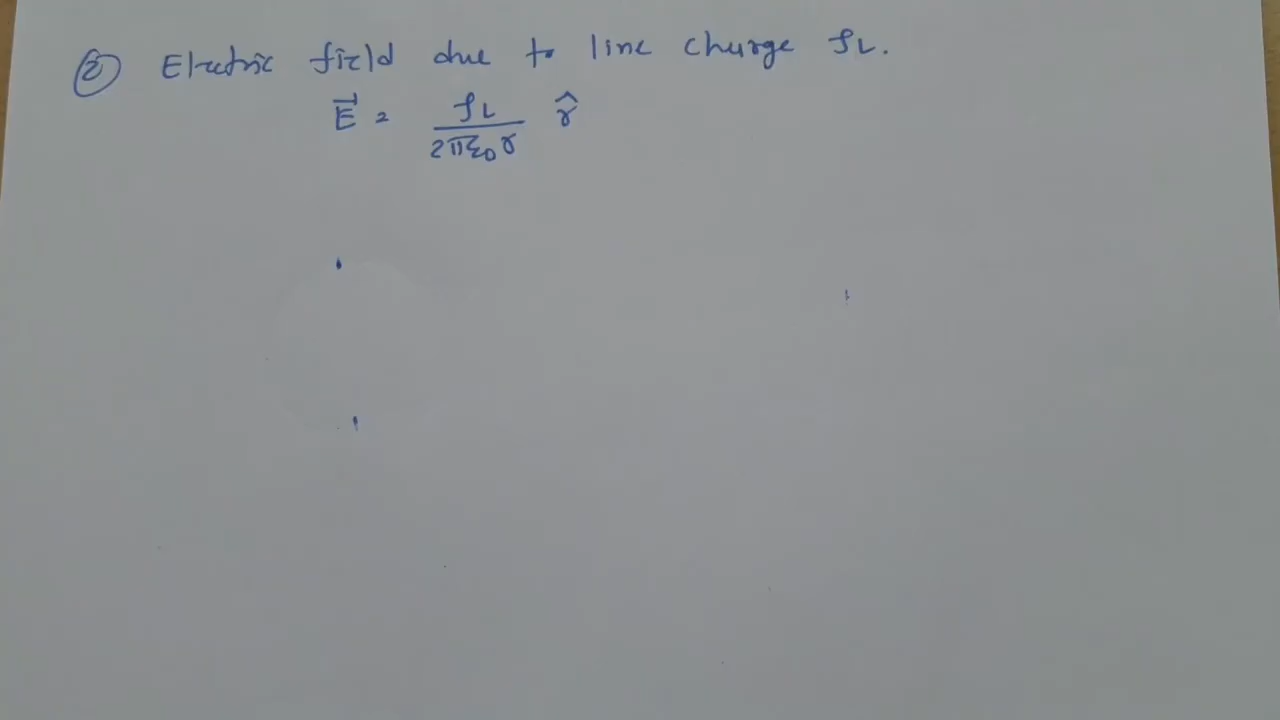 ② Electric field due to line charge ρL.
E⃗ = ρL / 2πε0r r̂